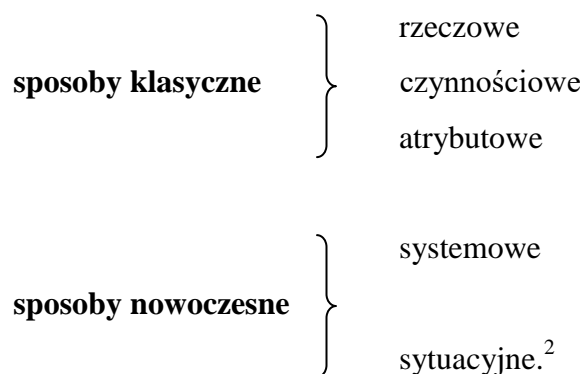 rzeczowe
sposoby klasyczne czynnościowe
atrybutowe
systemowe
sposoby nowoczesne
sytuacyjne.²